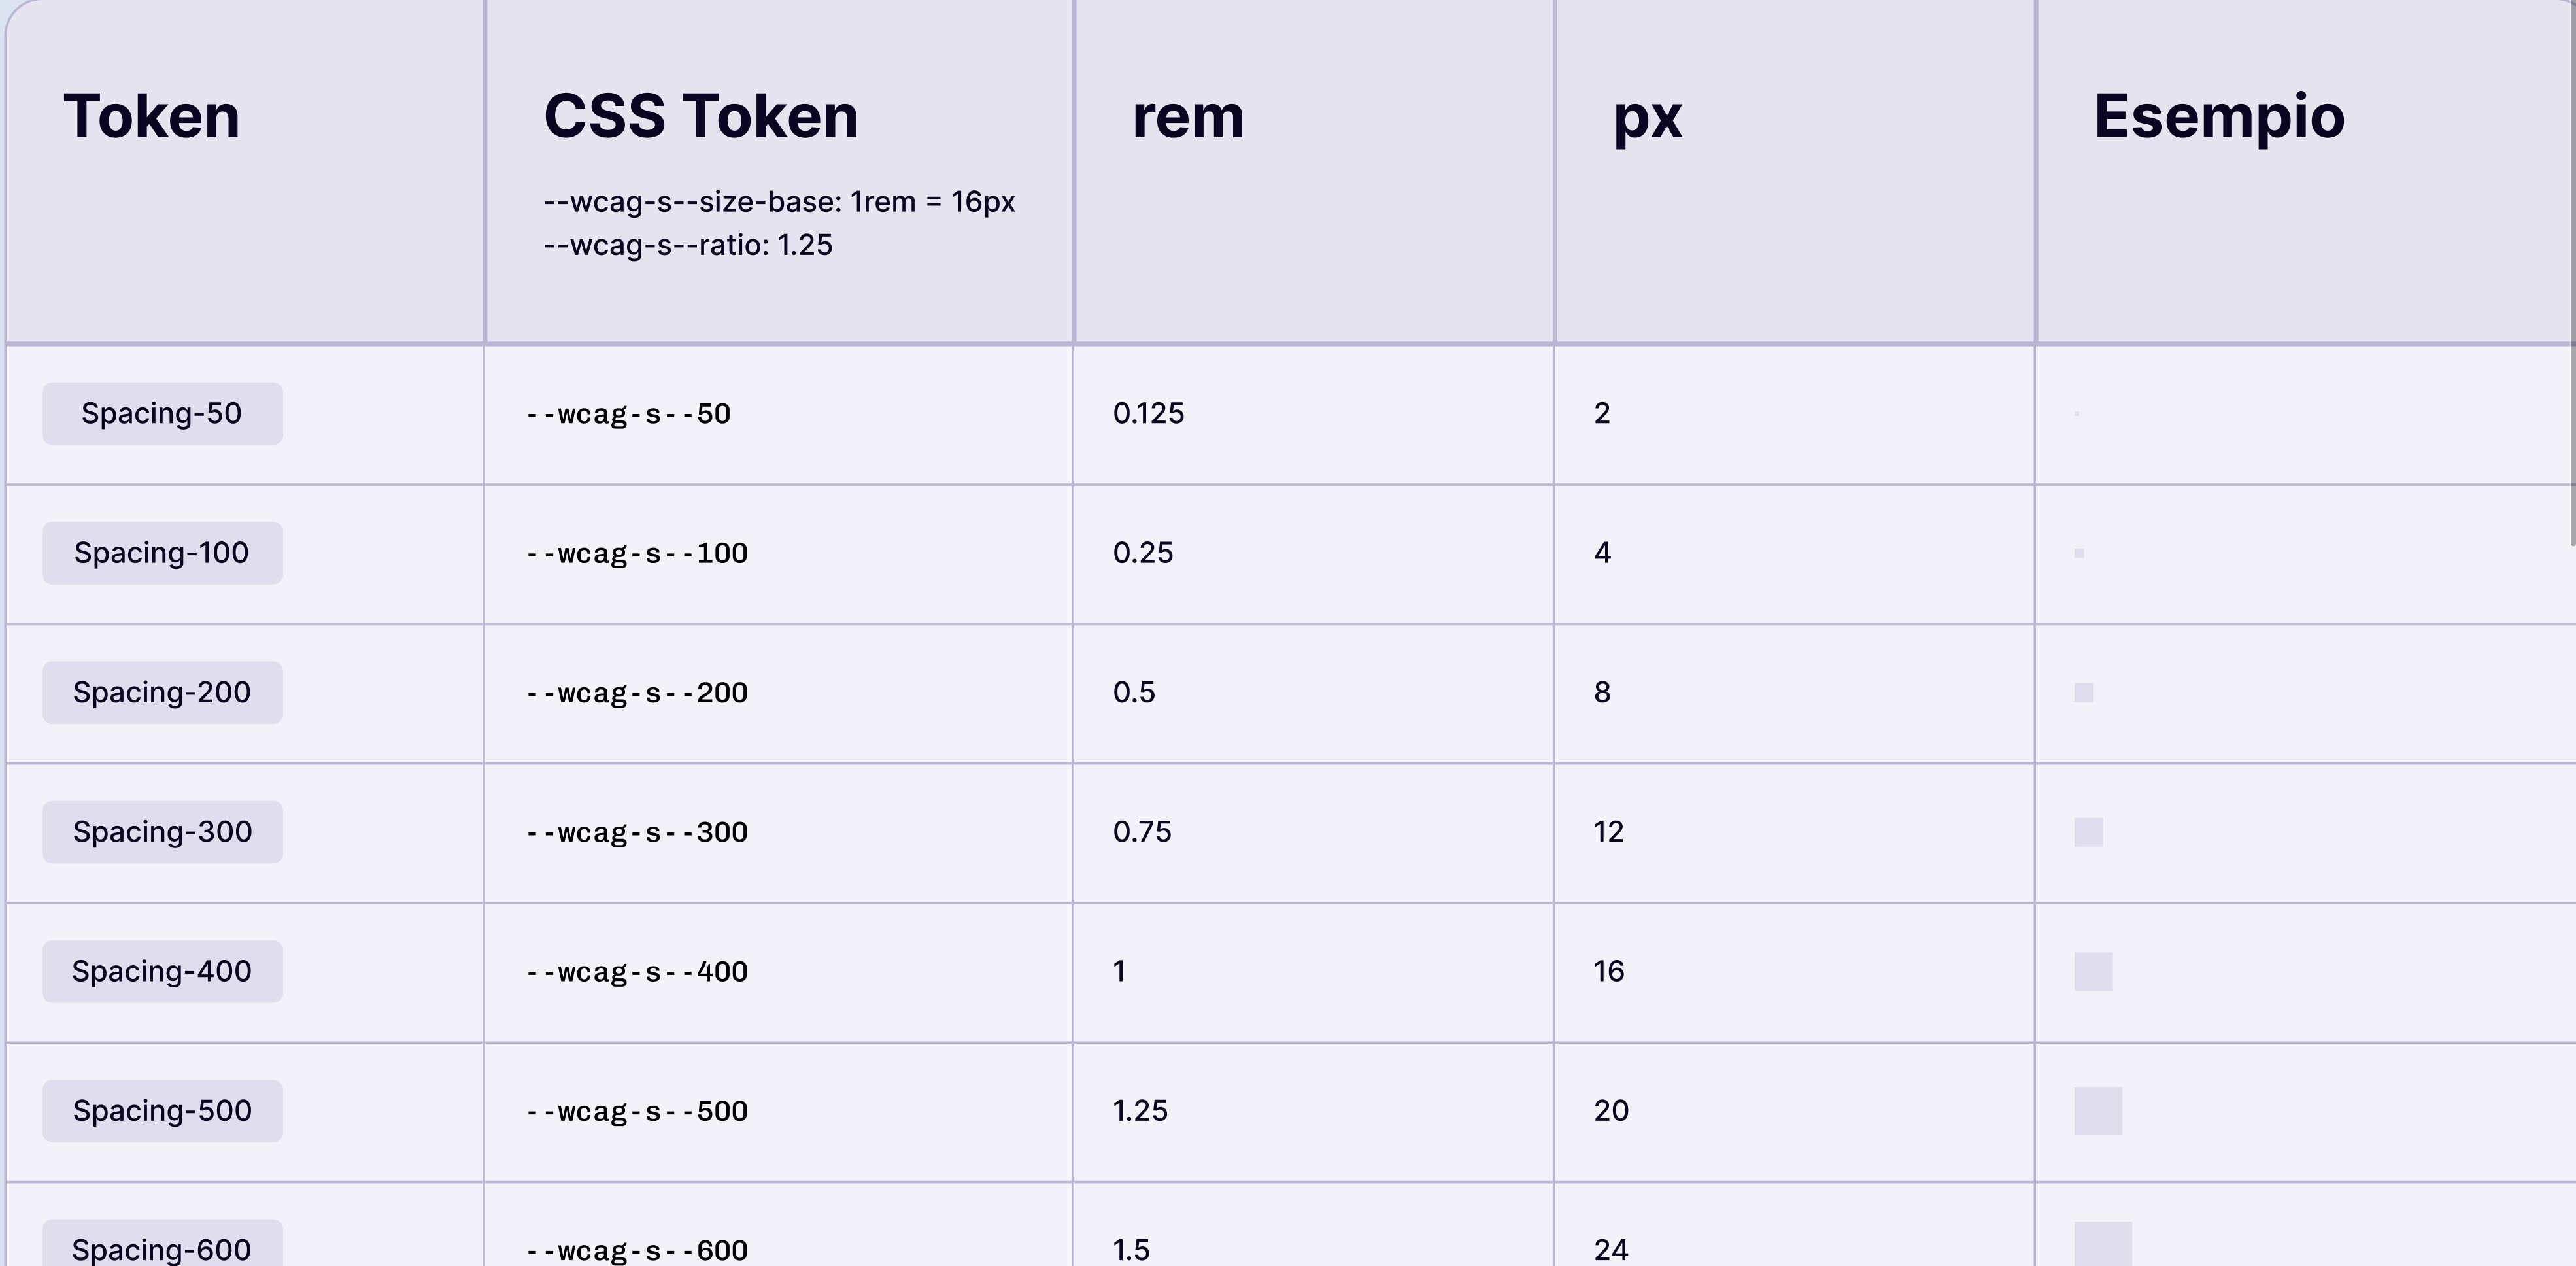 Token CSS Token rem px Esempio
--wcag-s--size-base: 1rem = 16px
--wcag-s--ratio: 1.25
Spacing-50 --wcag-s--50 0.125 2
Spacing-100 --wcag-s--100 0.25 4
Spacing-200 --wcag-s--200 0.5 8
Spacing-300 --wcag-s--300 0.75 12
Spacing-400 --wcag-s--400 1 16
Spacing-500 --wcag-s--500 1.25 20
Spacing-600 --wcag-s--600 1.5 24